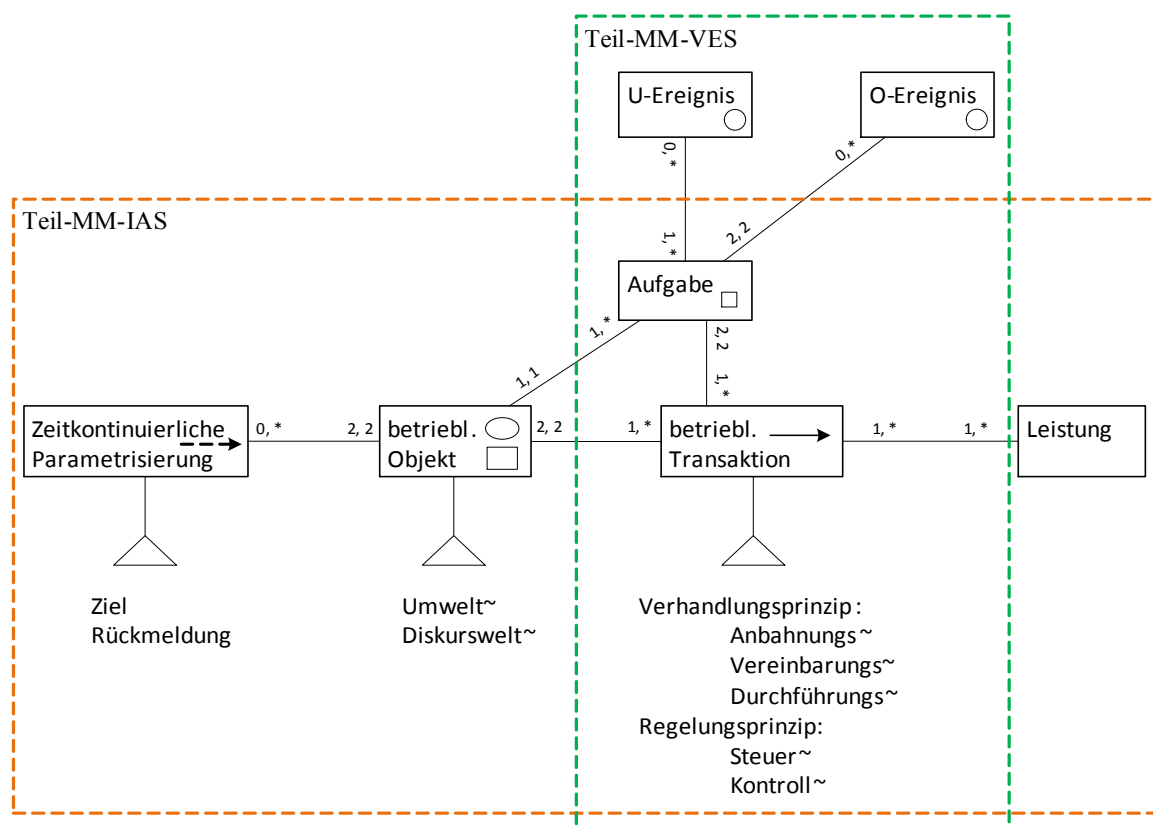 Teil-MM-VES
U-Ereignis
O-Ereignis
0, *
0, *
Teil-MM-IAS
1, *
2, 2
Aufgabe
1, *
2, 2
1, 1
1, *
Zeitkontinuierliche
Parametrisierung
0, *
2, 2
betriebl.
Objekt
2, 2
1, *
betriebl.
Transaktion
1, *
1, *
Leistung
Ziel
Rückmeldung
Umwelt~
Diskurswelt~
Verhandlungsprinzip:
Anbahnungs~
Vereinbarungs~
Durchführungs~
Regelungsprinzip:
Steuer~
Kontroll~